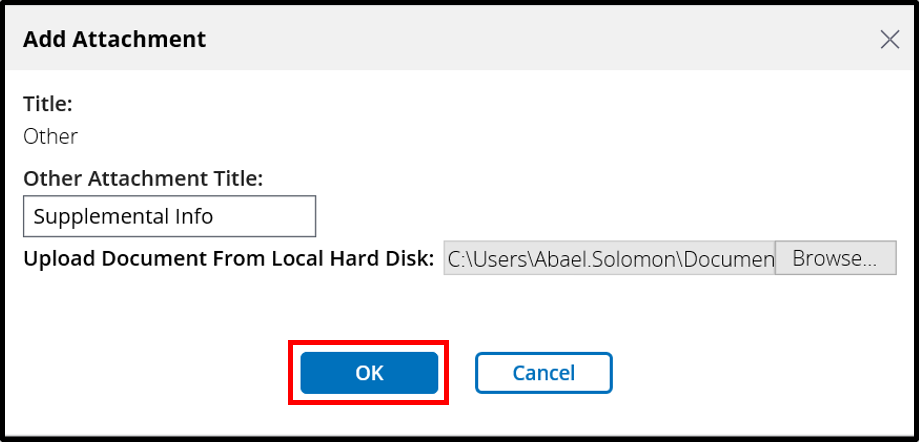 Add Attachment
Title:
Other
Other Attachment Title:
Supplemental Info
Upload Document From Local Hard Disk: C:\Users\Abael.Solomon\Documen Browse...
OK Cancel